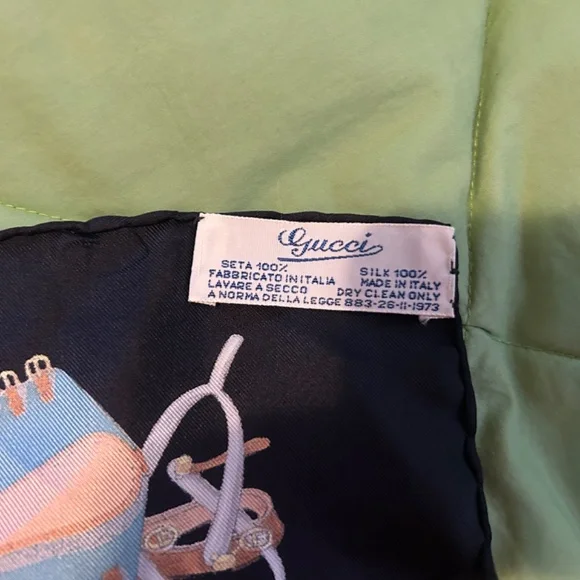 Gucci
SETA 100% SILK 100%
FABBRICATO IN ITALIA MADE IN ITALY
LAVARE A SECCO DRY CLEAN ONLY
A NORMA DELLA LEGGE 883-26-11-1973